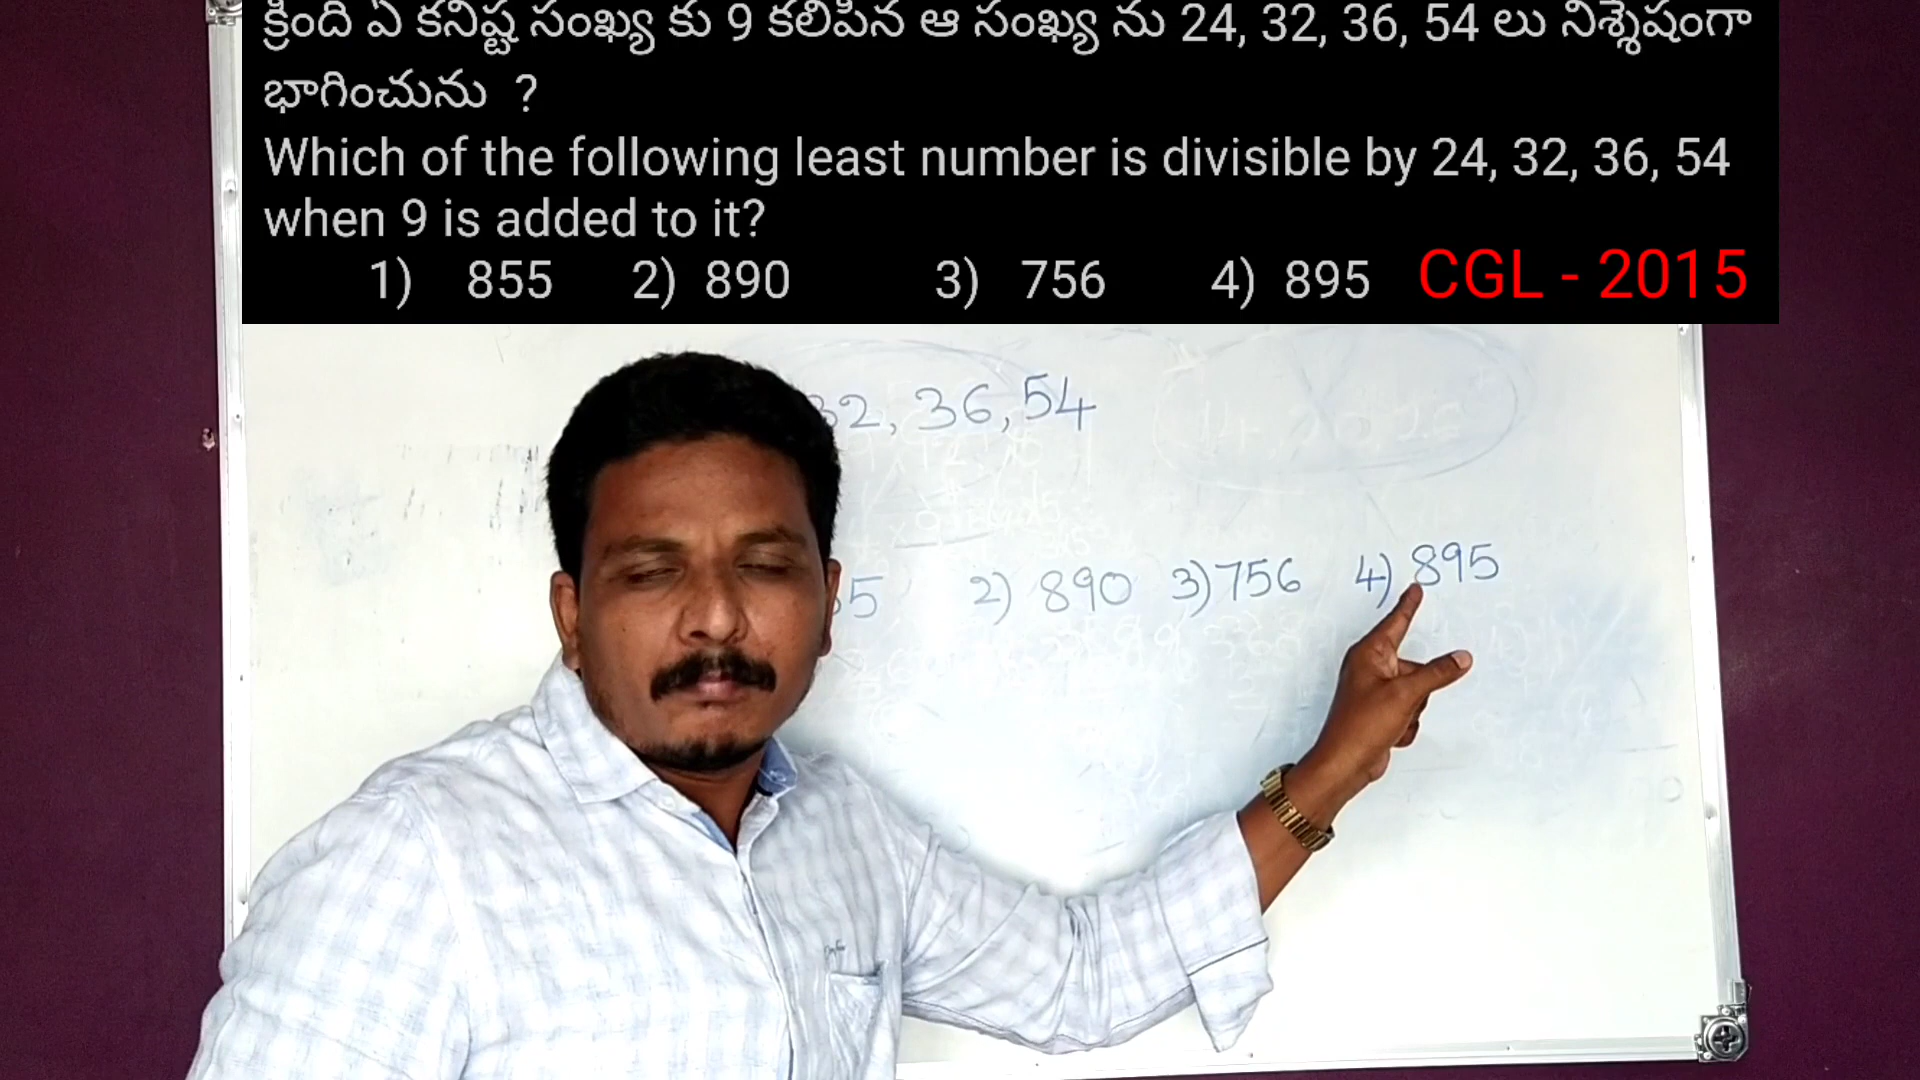 క్రింది ఏ కనిష్ట సంఖ్య కు 9 కలిపిన ఆ సంఖ్య ను 24, 32, 36, 54 లు నిశ్శేషంగా
భాగించును ?
Which of the following least number is divisible by 24, 32, 36, 54
when 9 is added to it?
1) 855 2) 890 3) 756 4) 895 CGL - 2015
32, 36, 54
55 2) 890 3) 756 4) 895